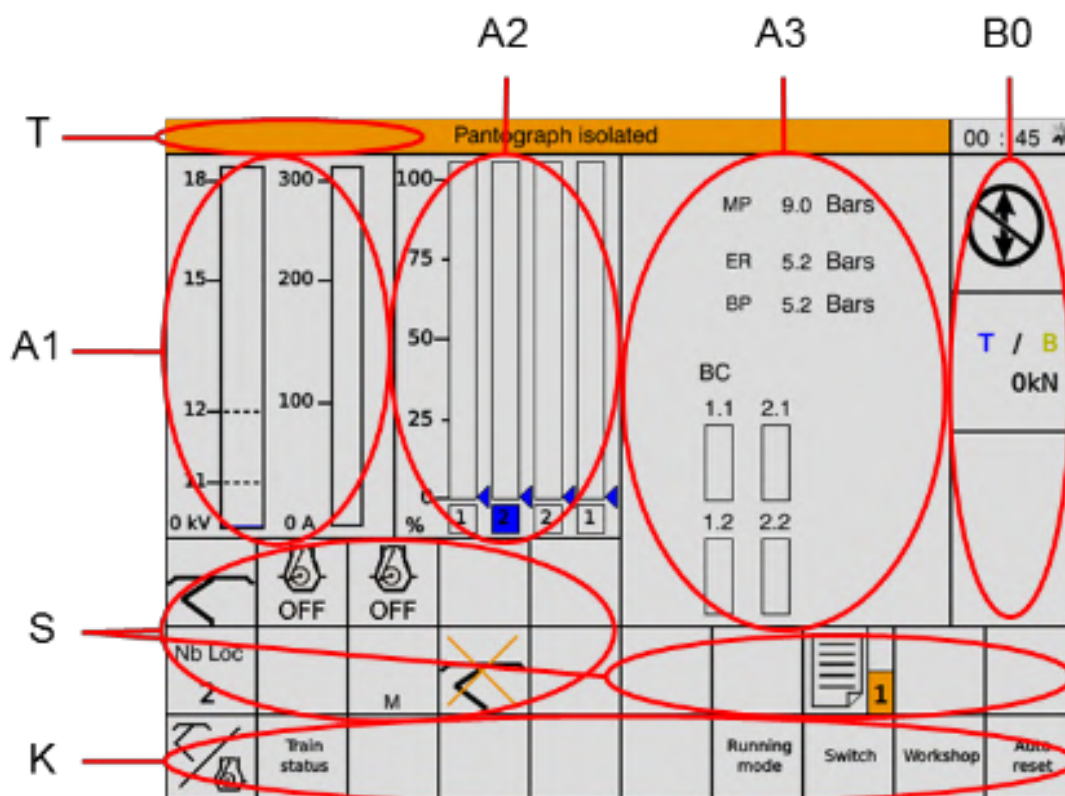 A2 A3 B0
T
Pantograph isolated
00 : 45
18 300 100
MP 9.0 Bars
75
ER 5.2 Bars
15 200
BP 5.2 Bars
A1
50
T / B
0kN
BC
12 100
1.1 2.1
25
11
0 kV 0 A
0
% 1 2 2 1
1.2 2.2
OFF OFF
S
Nb Loc
2
M
1
K
Train
status
Running
mode
Switch
Workshop
Auto
reset